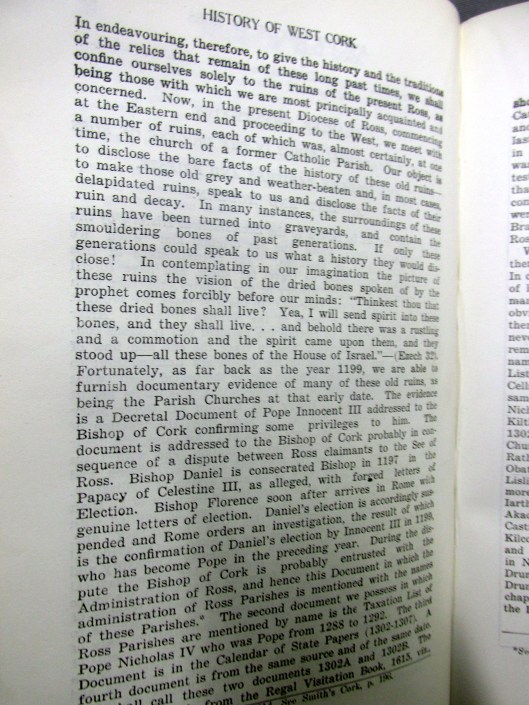 HISTORY OF WEST CORK
In endeavouring, therefore, to give the history and the traditions
of the relics that remain of these long past times, we shall
confine ourselves solely to the ruins of the present Ross, as
being those with which we are most principally acquainted and
concerned. Now, in the present Diocese of Ross, commencing
at the Eastern end and proceeding to the West, we meet with
a number of ruins, each of which was, almost certainly, at one
time, the church of a former Catholic Parish. Our object is
to disclose the bare facts of the history of these old ruins—
to make those old grey and weather-beaten and, in most cases,
delapidated ruins, speak to us and disclose the facts of their
ruin and decay. In many instances, the surroundings of these
ruins have been turned into graveyards, and contain the
smouldering bones of past generations. If only these
generations could speak to us what a history they would dis-
close! In contemplating in our imagination the picture of
these ruins the vision of the dried bones spoken of by the
prophet comes forcibly before our minds: "Thinkest thou that
these dried bones shall live? Yea, I will send spirit into these
bones, and they shall live. . . and behold there was a rustling
and a commotion and the spirit came upon them, and they
stood up—all these bones of the House of Israel."—(Ezech
Fortunately, as far back as the year 1199, we are able to
furnish documentary evidence of many of these old ruins, as
being the Parish Churches at that early date. The evidence
is a Decretal Document of Pope Innocent III addressed to the
Bishop of Cork confirming some privileges to him. The
document is addressed to the Bishop of Cork probably in con-
sequence of a dispute between Ross claimants to the See of
Ross. Bishop Daniel is consecrated Bishop in 1197 in the
Papacy of Celestine III, as alleged, with forged letters of
Election. Bishop Florence soon after arrives in Rome with
genuine letters of election. Daniel's election is accordingly sus-
pended and Rome orders an investigation, the result of which
is the confirmation of Daniel's election by Innocent III in 1199,
who has become Pope in the preceding year. During the dis-
pute the Bishop of Cork is probably entrusted with the
Administration of Ross, and hence this Document in which the
administration of Ross Parishes is mentioned with the names
of these Parishes.* The second document we possess in which
Ross Parishes are mentioned by name is the Taxation List of
Pope Nicholas IV who was Pope from 1288 to 1292. The third
Document is in the Calendar of State Papers (1302-1307). A
fourth document is from the same source and of the same date.
shall call these two documents 1302A and 1302B. The
from the Regal Visitation Book, 1615, viz.,
See Smith's Cork, p. 196.